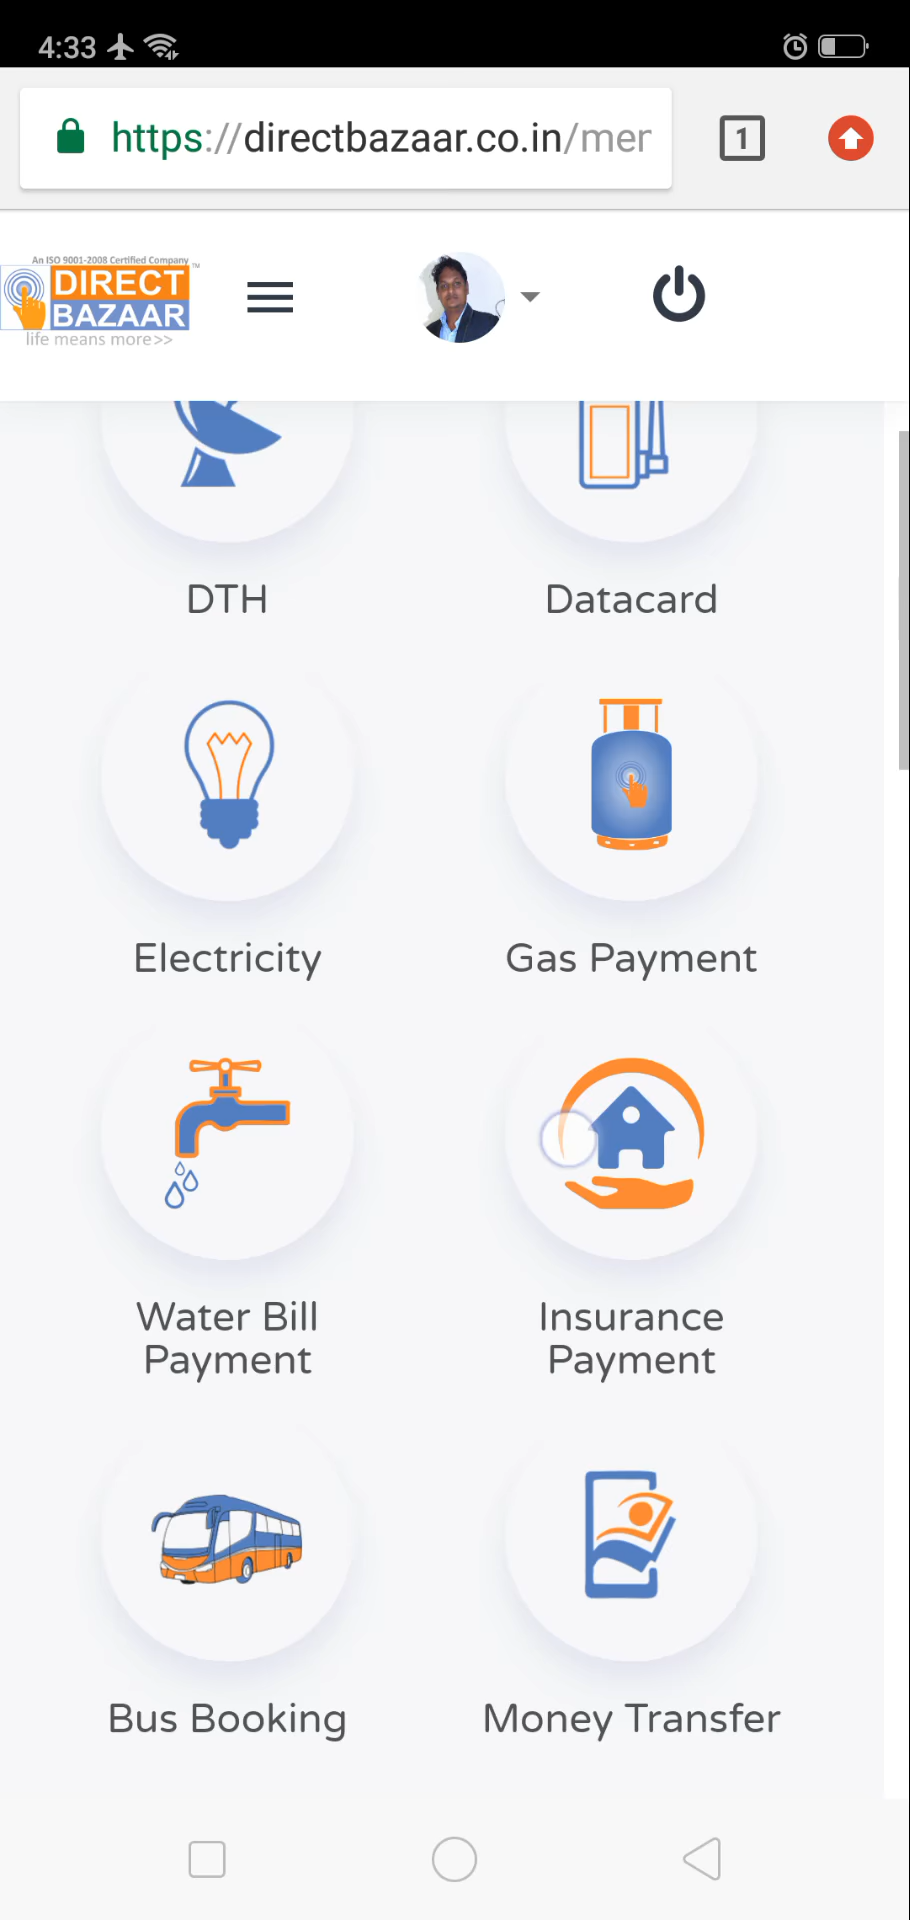 4:33
https://directbazaar.co.in/mer
1
An ISO 9001-2008 Certified Company
DIRECT TM
BAZAAR
life means more>>
DTH
Datacard
Electricity
Gas Payment
Water Bill
Payment
Insurance
Payment
Bus Booking
Money Transfer